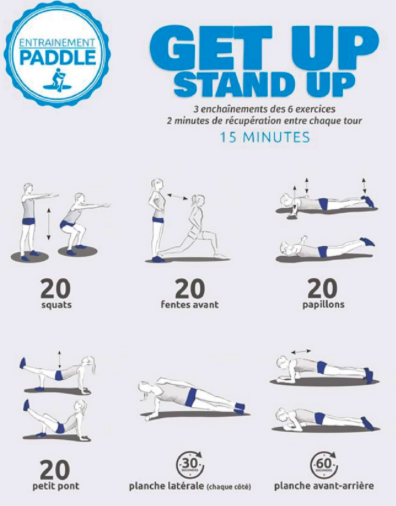 ENTRAINEMENT
PADDLE
GET UP
STAND UP
3 enchaînements des 6 exercices
2 minutes de récupération entre chaque tour
15 MINUTES
20
squats
20
fentes avant
20
papillons
20
petit pont
30
planche latérale (chaque côté)
60
planche avant-arrière